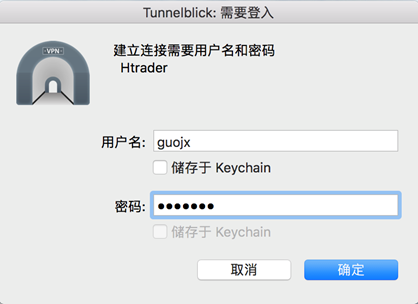 Tunnelblick: 需要登入
VPN
建立连接需要用户名和密码
Htrader
用户名: guojx
储存于 Keychain
密码: •••••••
储存于 Keychain
取消 确定